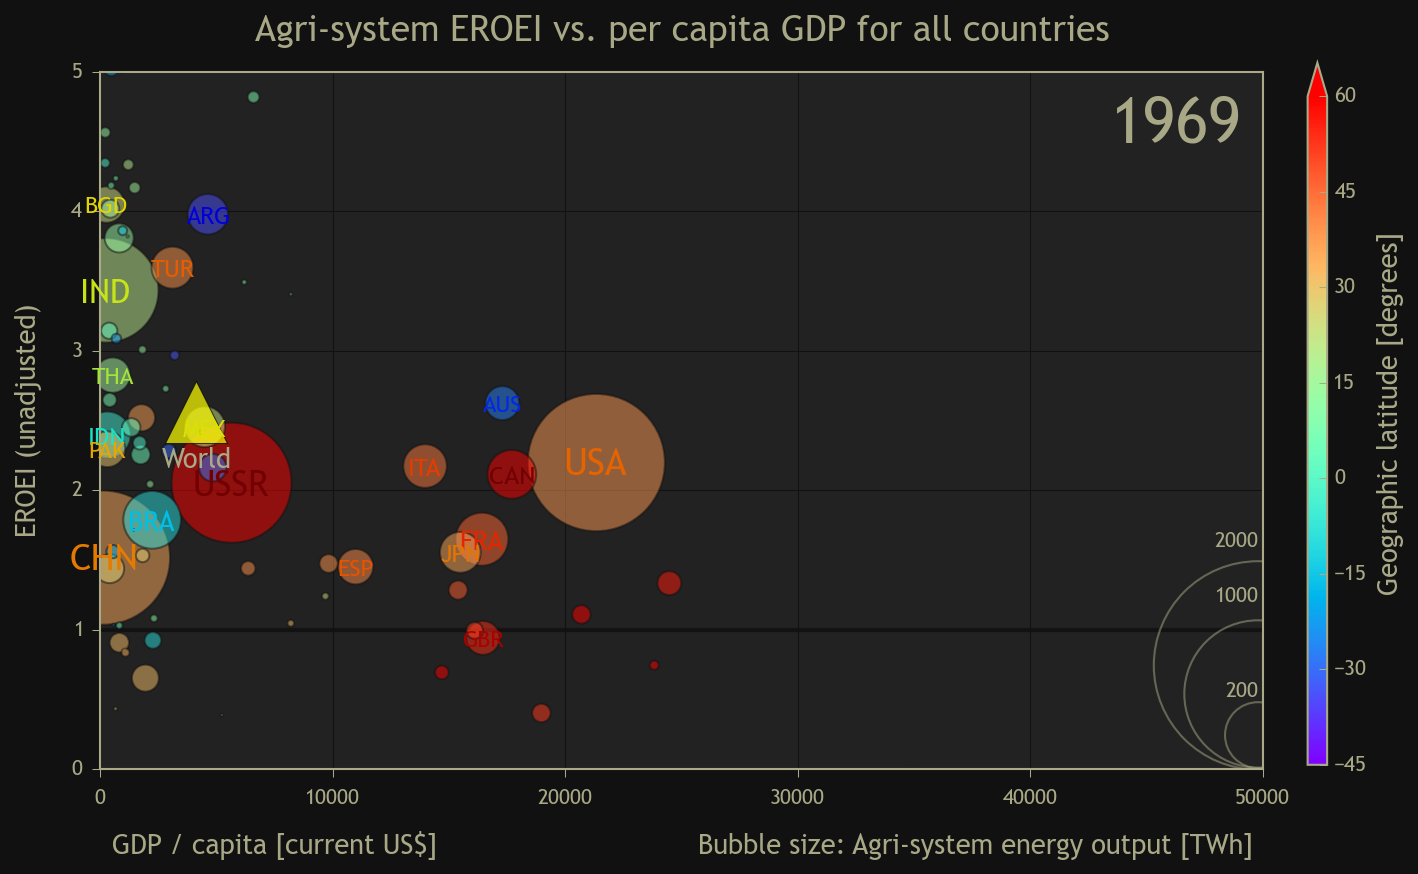 Agri-system EROEI vs. per capita GDP for all countries
1969
EROEI (unadjusted)
5
4
3
2
1
0
BGD
ARG
TUR
IND
THA
AUS
IDN
PAK
World
USSR
ITA
CAN
USA
BRA
CHN
FRA
ESP
GBR
2000
1000
200
0
10000
20000
30000
40000
50000
GDP / capita [current US$]
Bubble size: Agri-system energy output [TWh]
60
45
30
15
0
−15
−30
−45
Geographic latitude [degrees]